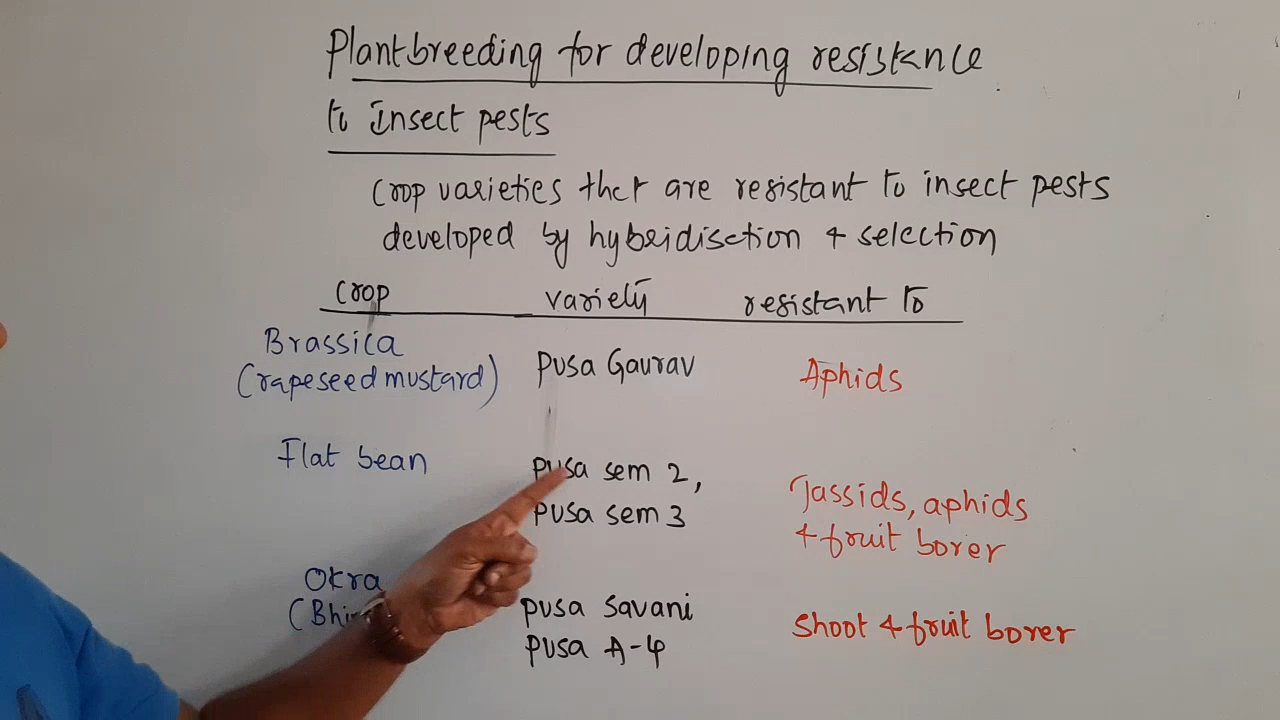 Plantbreeding for developing resistance
to Insect pests
Crop varieties that are resistant to insect pests
developed by hybridisation & selection
Crop variety resistant to
Brassica
(rapeseed mustard) Pusa Gaurav Aphids
Flat bean Pusa sem 2,
Pusa sem 3
Jassids, aphids
& fruit borer
Okra
Pusa Savani
Pusa A-4
Shoot & fruit borer